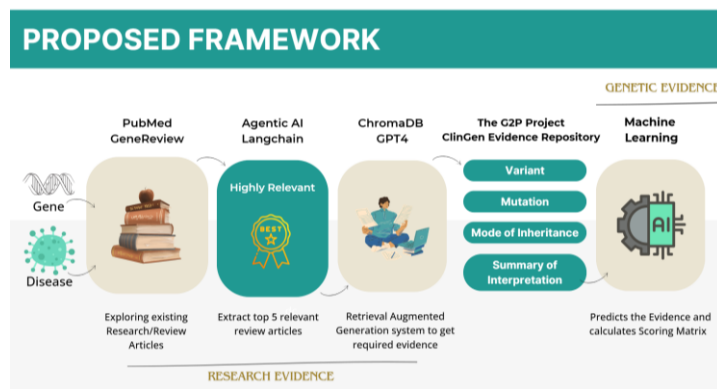 PROPOSED FRAMEWORK
GENETIC EVIDENCE
PubMed
GeneReview
Agentic AI
Langchain
ChromaDB
GPT4
The G2P Project
ClinGen Evidence Repository
Machine
Learning
Gene
Disease
Highly Relevant
BEST
Variant
Mutation
Mode of Inheritance
Summary of
Interpretation
AI
Exploring existing
Research/Review
Articles
Extract top 5 relevant
review articles
Retrieval Augmented
Generation system to get
required evidence
Predicts the Evidence and
calculates Scoring Matrix
RESEARCH EVIDENCE